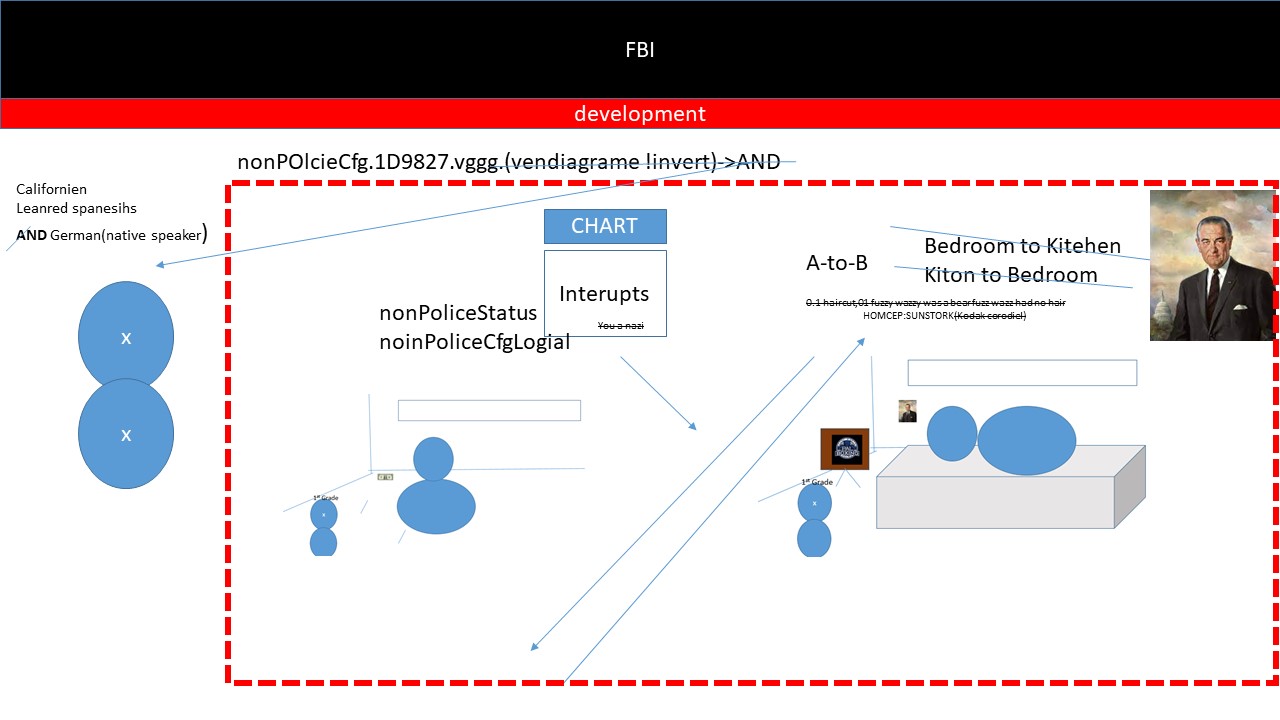 FBI
development
nonPOlcieCfg.1D9827.vggg.(vendiagrame linvert)->AND
Californien
Leanred spanesihs
AND German(native speaker)
CHART
Interupts
You a nazi
nonPoliceStatus
noinPoliceCfgLogial
A-to-B
Bedroom to Kitehen
Kiton to Bedroom
0.1 haircut,01 fuzzy wazzy was a bear fuzz wazz had no hair
HOMCEP:SUNSTORK(Kodak corodiel)
x
x
1st Grade
x
1st Grade
x